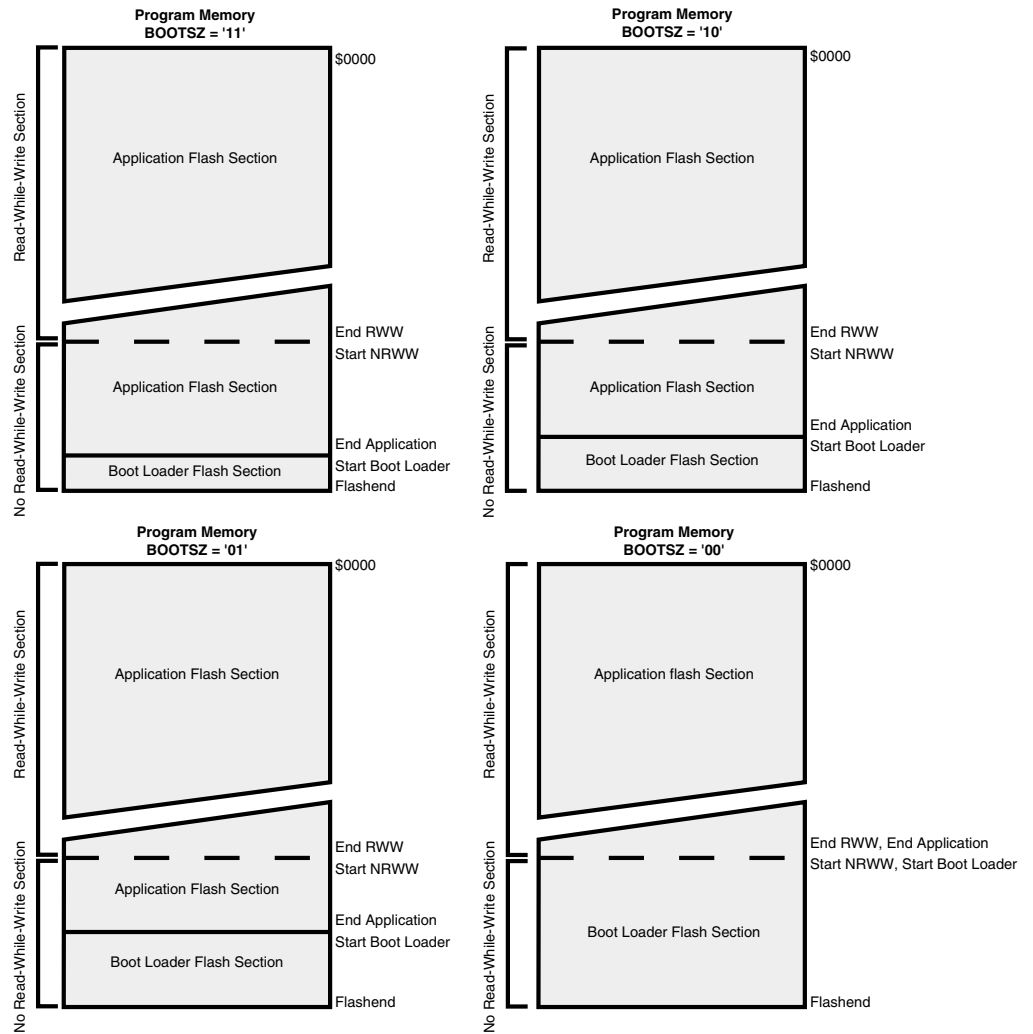 Program Memory
BOOTSZ = '11'
$0000
Read-While-Write Section
Application Flash Section
End RWW
Start NRWW
No Read-While-Write Section
Application Flash Section
End Application
Start Boot Loader
Boot Loader Flash Section
Flashend
Program Memory
BOOTSZ = '10'
$0000
Read-While-Write Section
Application Flash Section
End RWW
Start NRWW
No Read-While-Write Section
Application Flash Section
End Application
Start Boot Loader
Boot Loader Flash Section
Flashend
Program Memory
BOOTSZ = '01'
$0000
Read-While-Write Section
Application Flash Section
End RWW
Start NRWW
No Read-While-Write Section
Application Flash Section
End Application
Start Boot Loader
Boot Loader Flash Section
Flashend
Program Memory
BOOTSZ = '00'
$0000
Read-While-Write Section
Application flash Section
End RWW, End Application
Start NRWW, Start Boot Loader
No Read-While-Write Section
Boot Loader Flash Section
Flashend